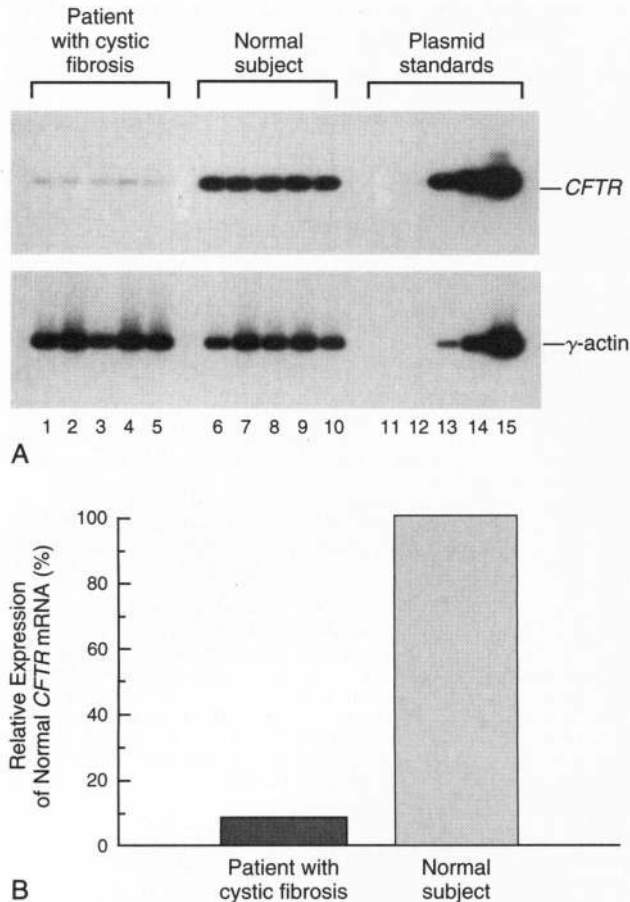 Patient
with cystic
fibrosis
Normal
subject
Plasmid
standards
CFTR
γ-actin
1 2 3 4 5 6 7 8 9 10 11 12 13 14 15
A
Relative Expression
of Normal CFTR mRNA (%)
100
80
60
40
20
0
Patient with
cystic fibrosis
Normal
subject
B